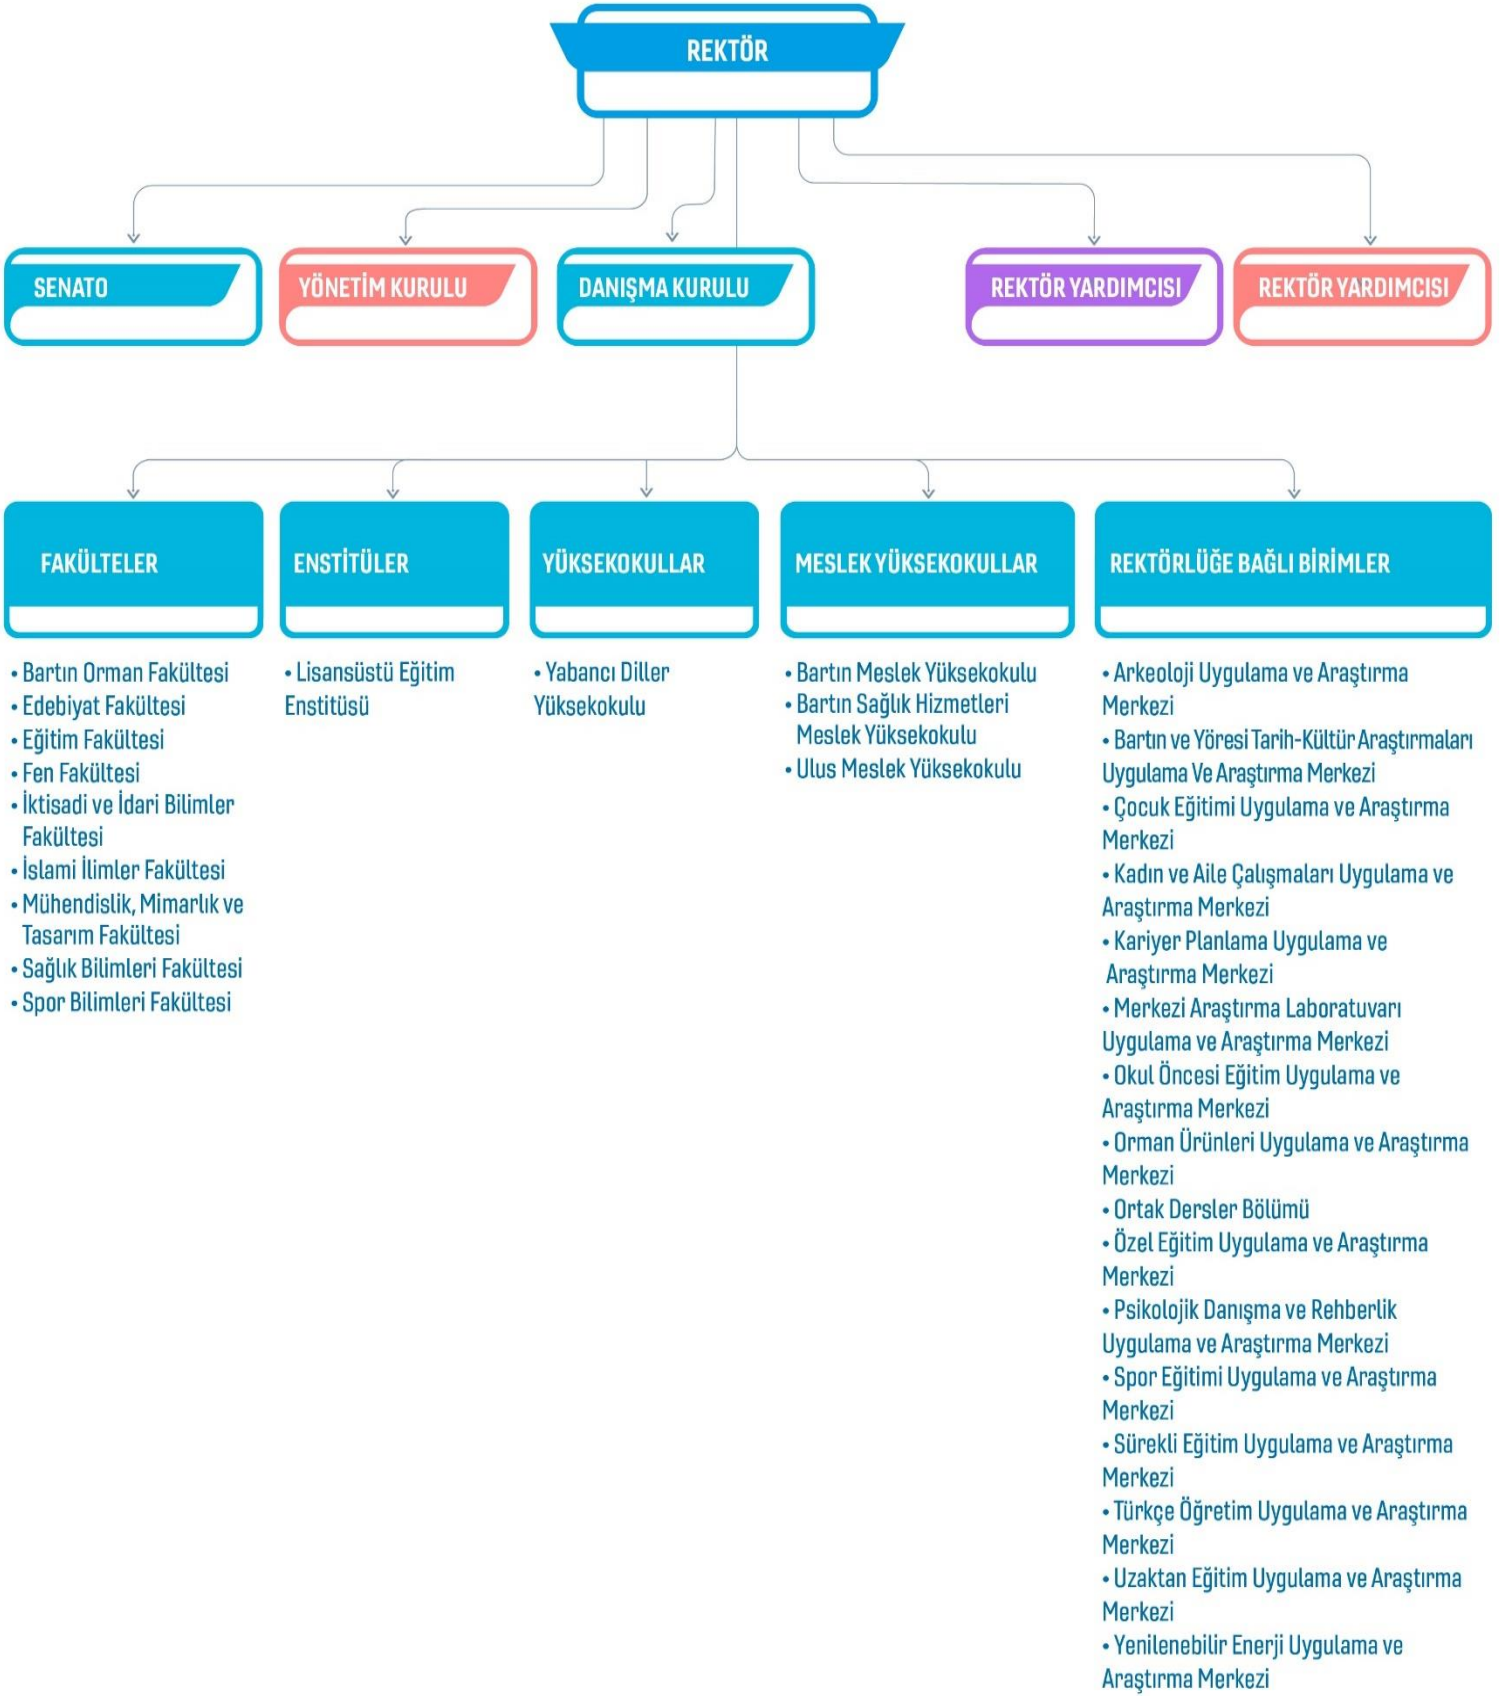 REKTÖR
SENATO
YÖNETİM KURULU
DANIŞMA KURULU
REKTÖR YARDIMCISI
REKTÖR YARDIMCISI
FAKÜLTELER
• Bartın Orman Fakültesi
• Edebiyat Fakültesi
• Eğitim Fakültesi
• Fen Fakültesi
• İktisadi ve İdari Bilimler
Fakültesi
• İslami İlimler Fakültesi
• Mühendislik, Mimarlık ve
Tasarım Fakültesi
• Sağlık Bilimleri Fakültesi
• Spor Bilimleri Fakültesi
ENSTİTÜLER
• Lisansüstü Eğitim
Enstitüsü
YÜKSEKOKULLAR
• Yabancı Diller
Yüksekokulu
MESLEK YÜKSEKOKULLAR
• Bartın Meslek Yüksekokulu
• Bartın Sağlık Hizmetleri
Meslek Yüksekokulu
• Ulus Meslek Yüksekokulu
REKTÖRLÜĞE BAĞLI BİRİMLER
• Arkeoloji Uygulama ve Araştırma
Merkezi
• Bartın ve Yöresi Tarih-Kültür Araştırmaları
Uygulama Ve Araştırma Merkezi
• Çocuk Eğitimi Uygulama ve Araştırma
Merkezi
• Kadın ve Aile Çalışmaları Uygulama ve
Araştırma Merkezi
• Kariyer Planlama Uygulama ve
Araştırma Merkezi
• Merkezi Araştırma Laboratuvarı
Uygulama ve Araştırma Merkezi
• Okul Öncesi Eğitim Uygulama ve
Araştırma Merkezi
• Orman Ürünleri Uygulama ve Araştırma
Merkezi
• Ortak Dersler Bölümü
• Özel Eğitim Uygulama ve Araştırma
Merkezi
• Psikolojik Danışma ve Rehberlik
Uygulama ve Araştırma Merkezi
• Spor Eğitimi Uygulama ve Araştırma
Merkezi
• Sürekli Eğitim Uygulama ve Araştırma
Merkezi
• Türkçe Öğretim Uygulama ve Araştırma
Merkezi
• Uzaktan Eğitim Uygulama ve Araştırma
Merkezi
• Yenilenebilir Enerji Uygulama ve
Araştırma Merkezi